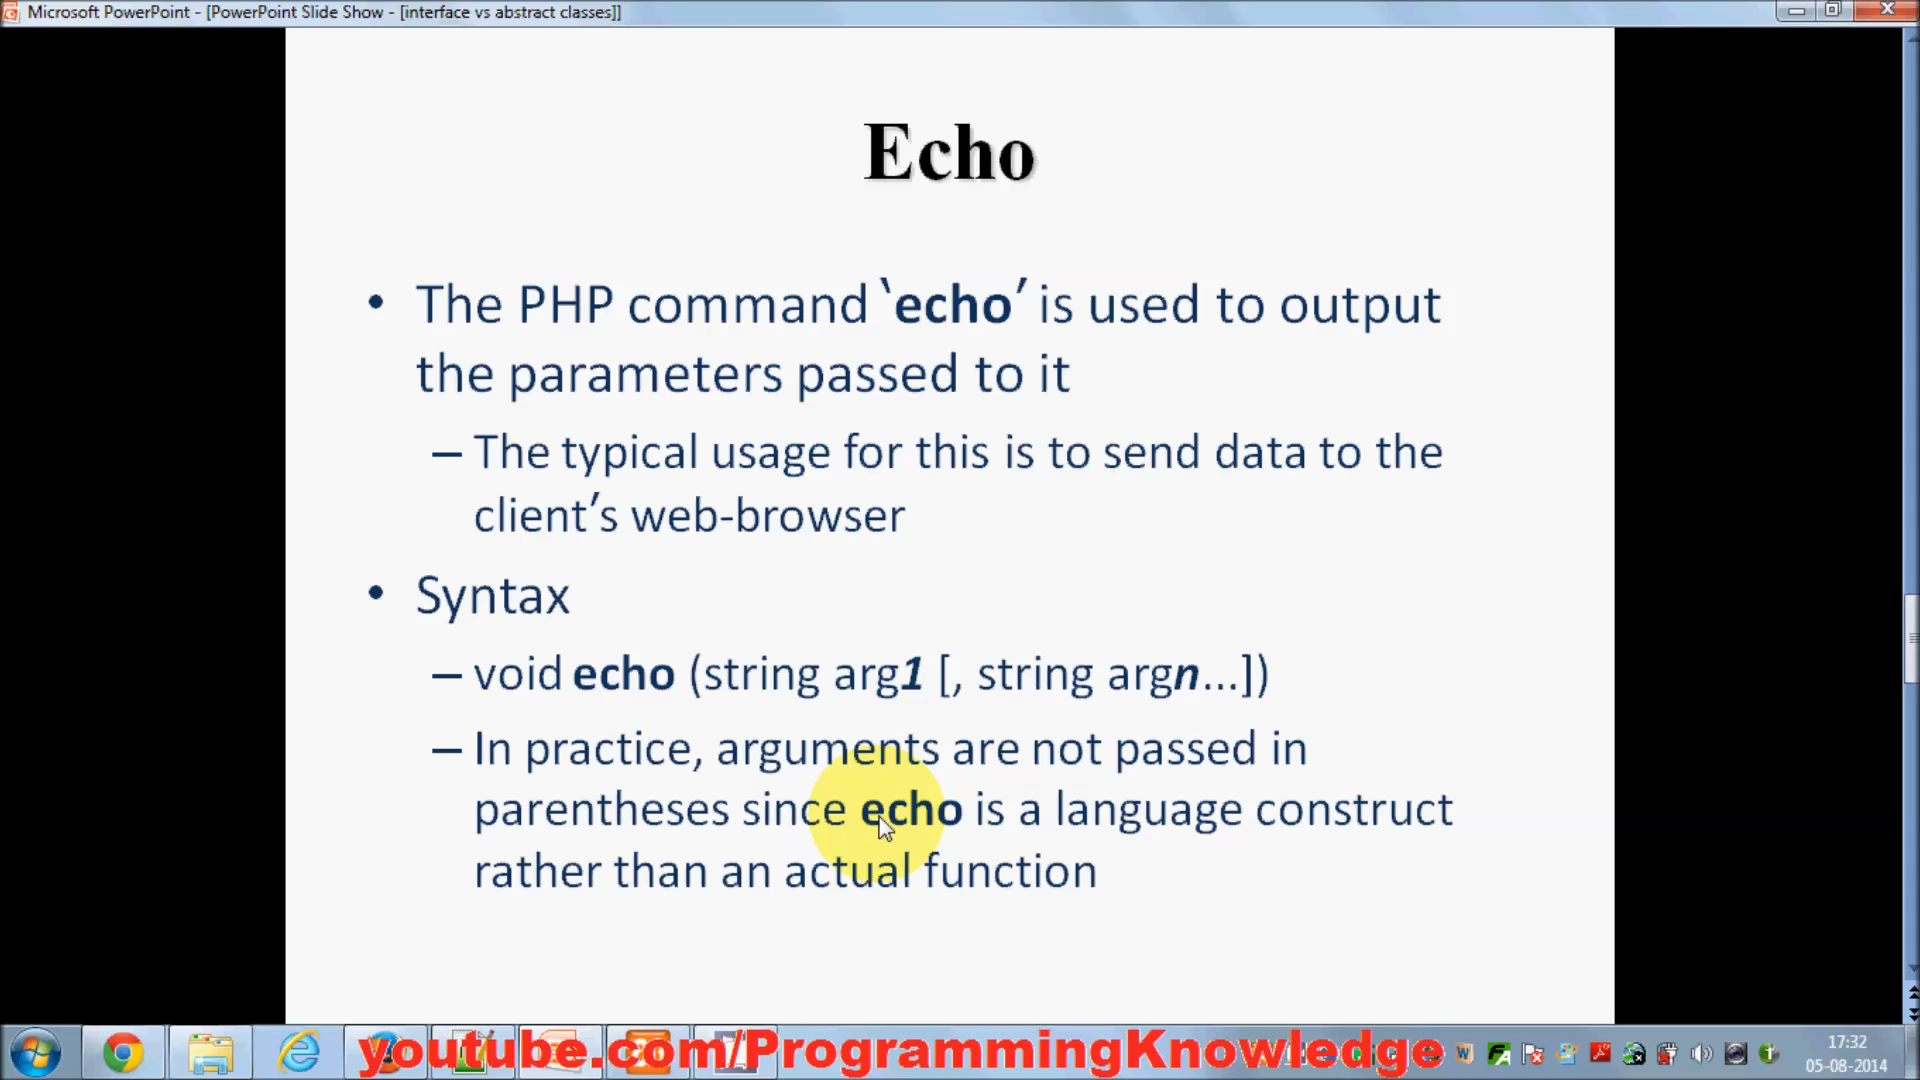 Microsoft PowerPoint - [PowerPoint Slide Show - [interface vs abstract classes]]
Echo
• The PHP command ‘echo’ is used to output
the parameters passed to it
– The typical usage for this is to send data to the
client’s web-browser
• Syntax
– void echo (string arg1 [, string argn...])
– In practice, arguments are not passed in
parentheses since echo is a language construct
rather than an actual function
youtube.com/ProgrammingKnowledge
17:32
05-08-2014